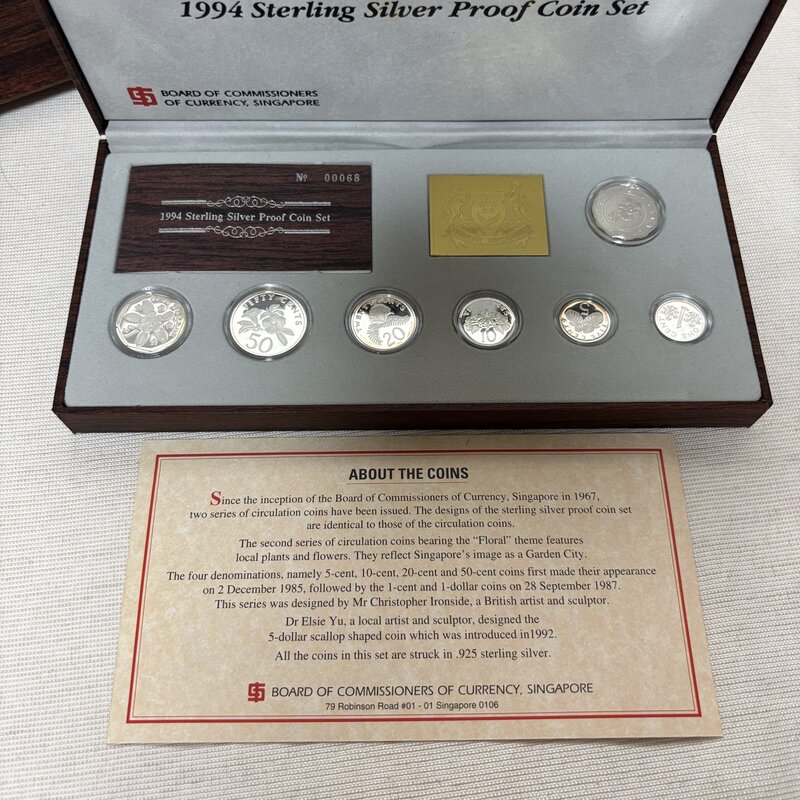 1994 Sterling Silver Proof Coin Set
BOARD OF COMMISSIONERS
OF CURRENCY, SINGAPORE
Nº 00068
1994 Sterling Silver Proof Coin Set
FIFTY CENTS
50
TWENTY CENTS
20
10
5
1
ABOUT THE COINS
Since the inception of the Board of Commissioners of Currency, Singapore in 1967,
two series of circulation coins have been issued. The designs of the sterling silver proof coin set
are identical to those of the circulation coins.
The second series of circulation coins bearing the “Floral” theme features
local plants and flowers. They reflect Singapore's image as a Garden City.
The four denominations, namely 5-cent, 10-cent, 20-cent and 50-cent coins first made their appearance
on 2 December 1985, followed by the 1-cent and 1-dollar coins on 28 September 1987.
This series was designed by Mr Christopher Ironside, a British artist and sculptor.
Dr Elsie Yu, a local artist and sculptor, designed the
5-dollar scallop shaped coin which was introduced in1992.
All the coins in this set are struck in .925 sterling silver.
BOARD OF COMMISSIONERS OF CURRENCY, SINGAPORE
79 Robinson Road #01 - 01 Singapore 0106